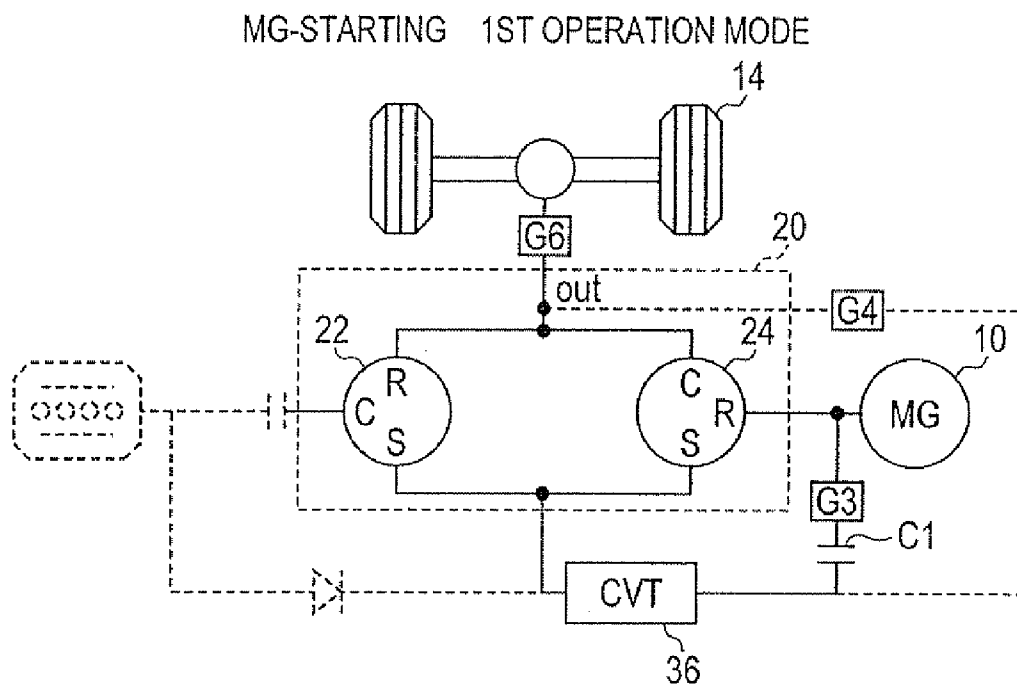 MG-STARTING 1ST OPERATION MODE
14
G6
20
out
G4
22
24
10
R
C
S
C
R
S
MG
G3
C1
CVT
36